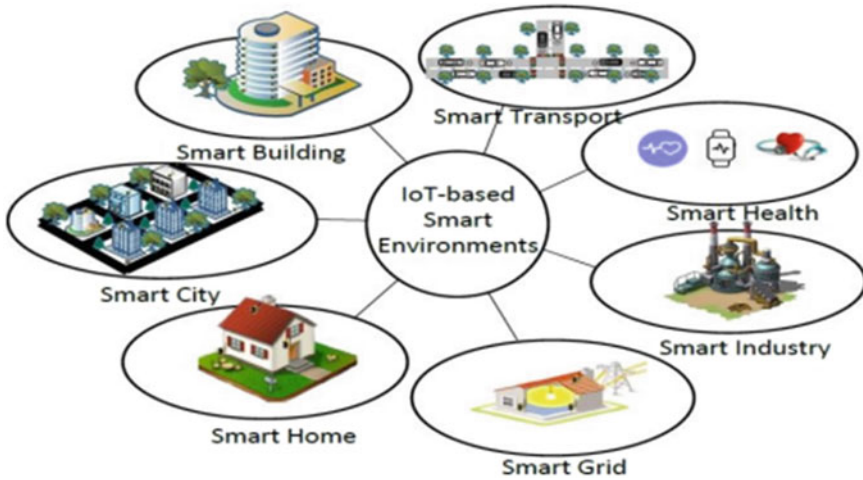 Smart Transport
Smart Building
IoT-based
Smart
Environments
Smart Health
Smart City
Smart Industry
Smart Home
Smart Grid